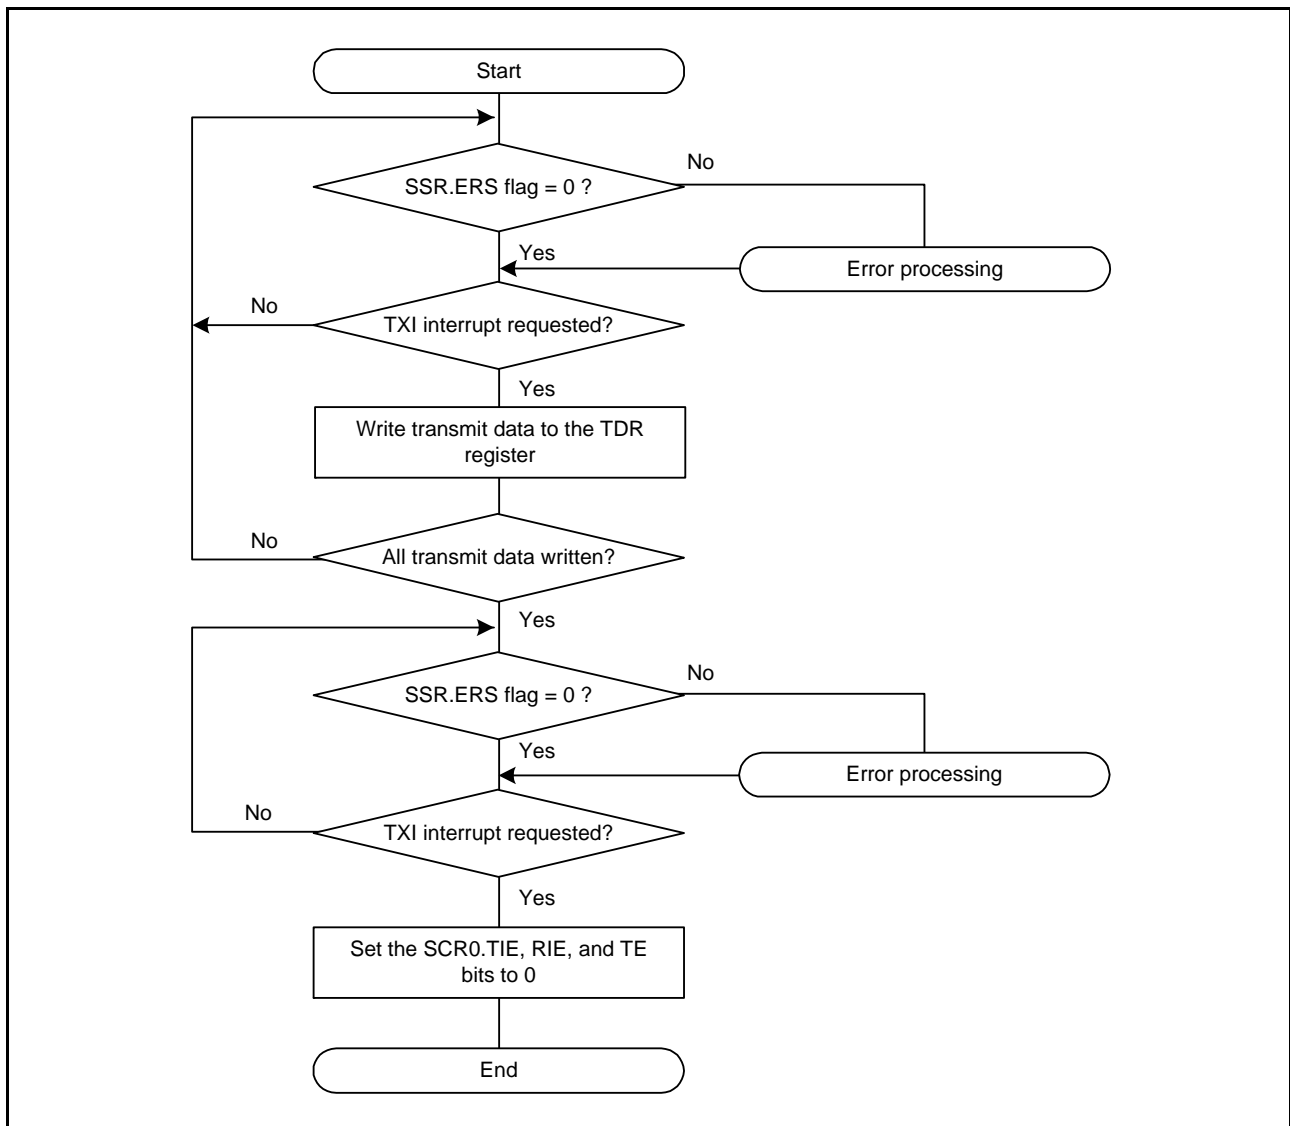 Start
No
SSR.ERS flag = 0 ?
Yes
Error processing
No
TXI interrupt requested?
Yes
Write transmit data to the TDR
register
No
All transmit data written?
Yes
No
SSR.ERS flag = 0 ?
Yes
Error processing
No
TXI interrupt requested?
Yes
Set the SCR0.TIE, RIE, and TE
bits to 0
End